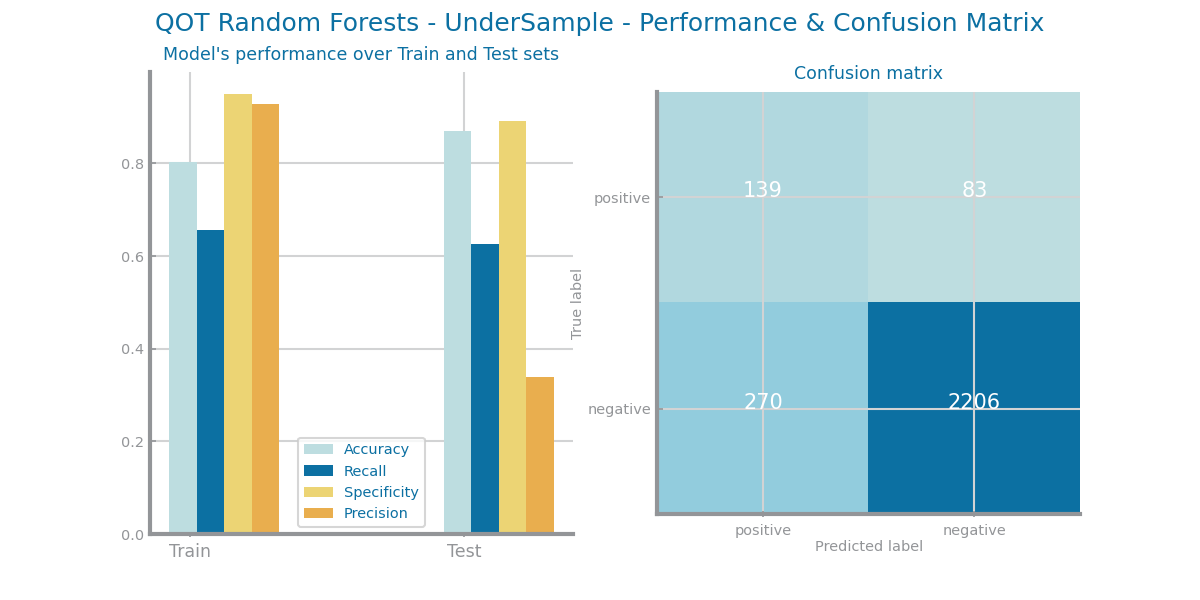 QOT Random Forests - UnderSample - Performance & Confusion Matrix
Model's performance over Train and Test sets
0.8
0.6
0.4
0.2
0.0
Train
Test
Accuracy
Recall
Specificity
Precision
Confusion matrix
True label
positive
negative
139
83
270
2206
positive
negative
Predicted label